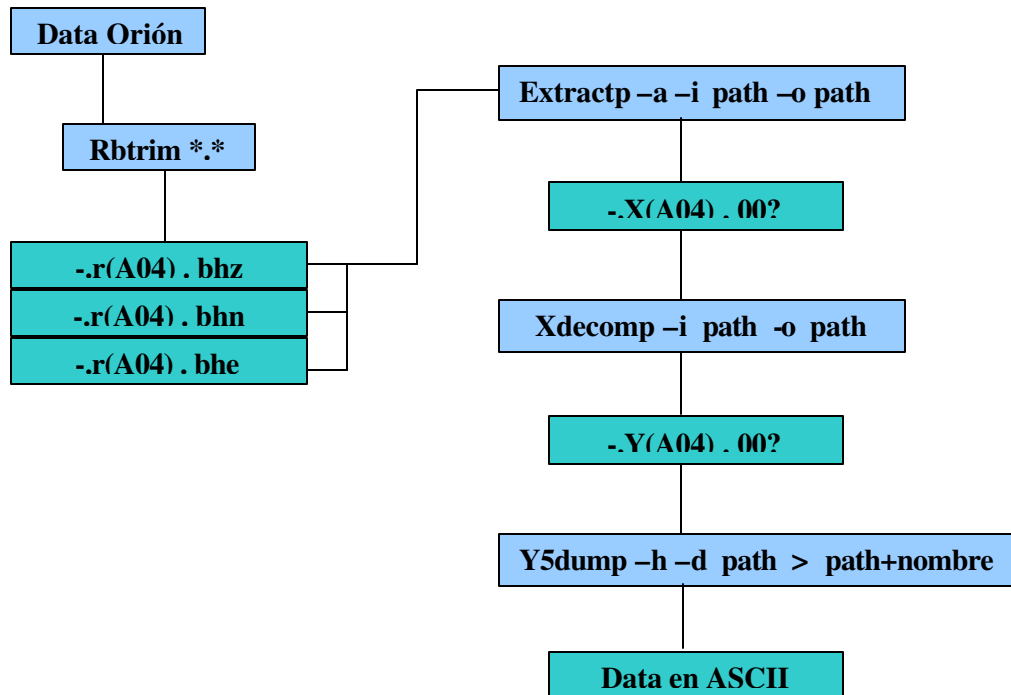 Data Orión
Rbtrim *.*
-.r(A04) . bhz
-.r(A04) . bhn
-.r(A04) . bhe
Extractp –a –i path –o path
-.X(A04) . 00?
Xdecomp –i path -o path
-.Y(A04) . 00?
Y5dump –h –d path > path+nombre
Data en ASCII